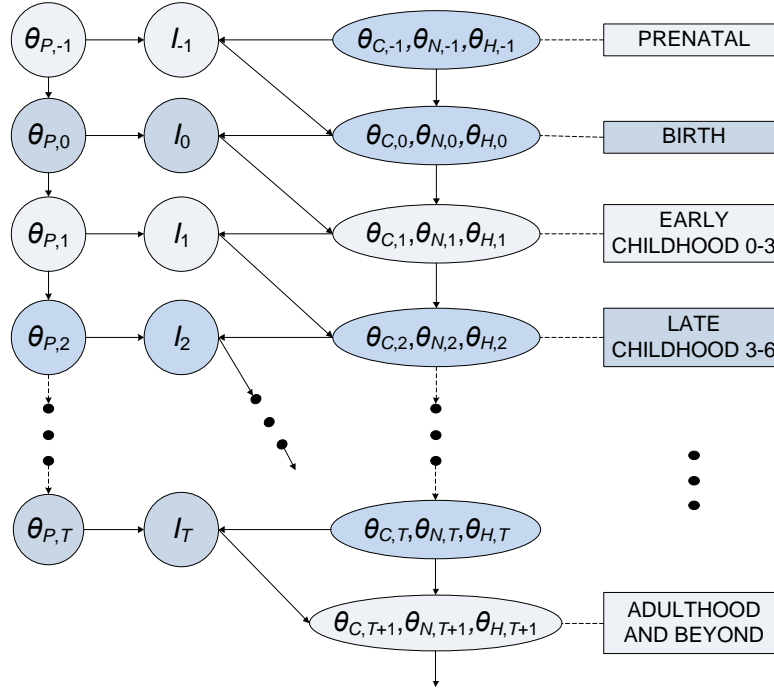 θP,-1 I-1 θC,-1,θN,-1,θH,-1 PRENATAL
θP,0 I0 θC,0,θN,0,θH,0 BIRTH
θP,1 I1 θC,1,θN,1,θH,1 EARLY
CHILDHOOD 0-3
θP,2 I2 θC,2,θN,2,θH,2 LATE
CHILDHOOD 3-6
θP,T IT θC,T,θN,T,θH,T
θC,T+1,θN,T+1,θH,T+1 ADULTHOOD
AND BEYOND